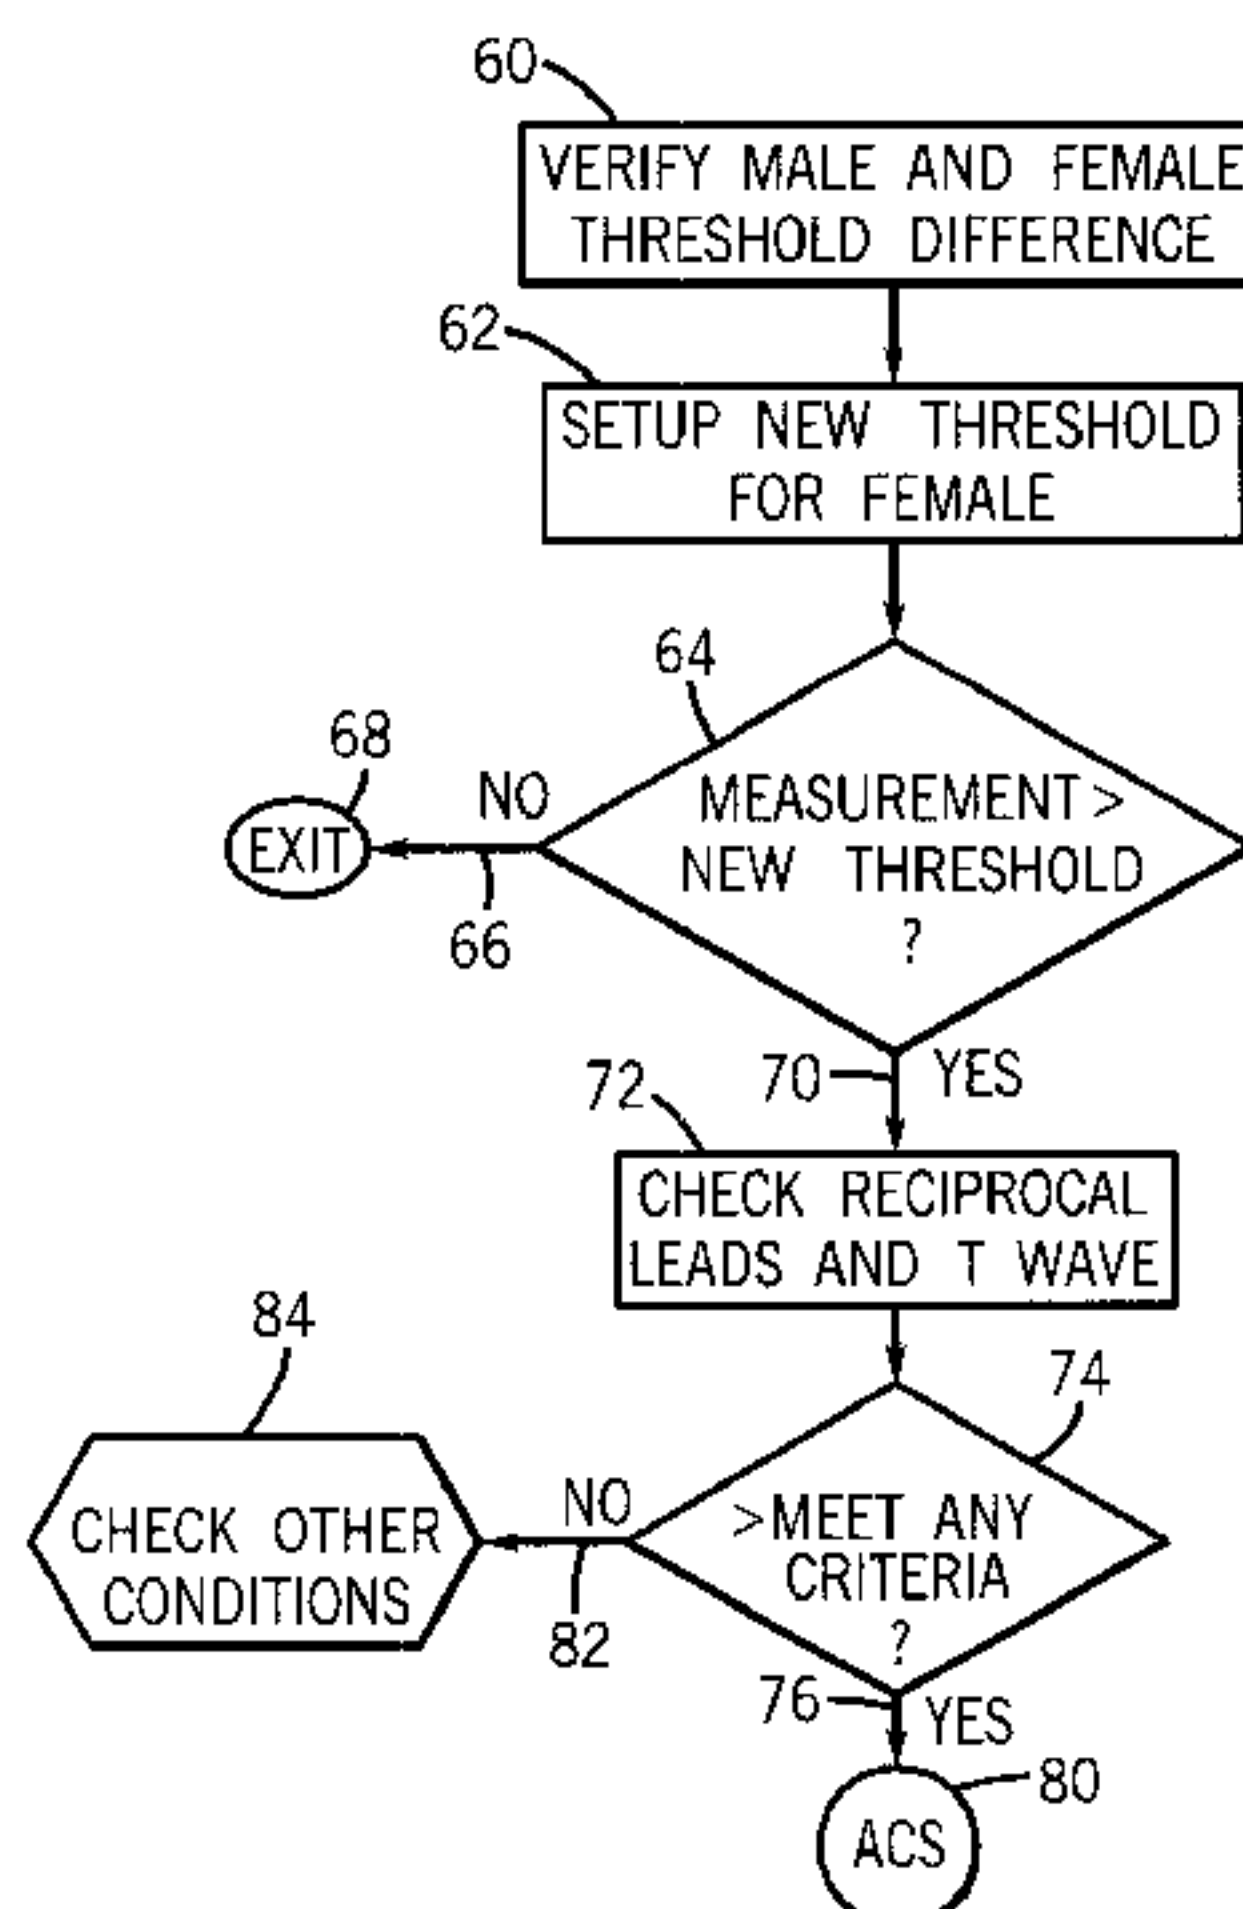 60
VERIFY MALE AND FEMALE
THRESHOLD DIFFERENCE
62
SETUP NEW THRESHOLD
FOR FEMALE
64
68
NO
MEASUREMENT >
EXIT
NEW THRESHOLD
?
66
70
YES
72
CHECK RECIPROCAL
LEADS AND T WAVE
84
74
NO
>MEET ANY
CHECK OTHER
CRITERIA
CONDITIONS
?
82
76
YES
80
ACS